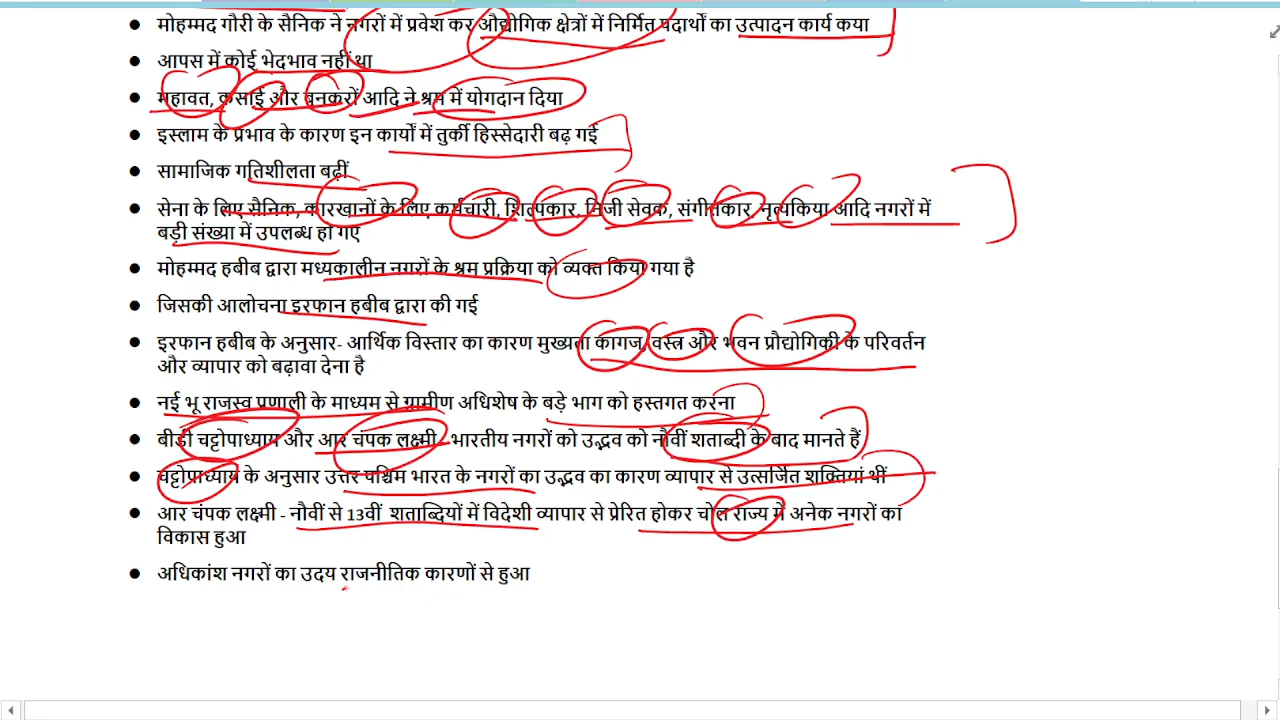 ● मोहम्मद गौरी के सैनिक ने नगरों में प्रवेश कर औद्योगिक क्षेत्रों में निर्मित पदार्थों का उत्पादन कार्य कया
● आपस में कोई भेदभाव नहीं था
● महावत, कसाई और बुनकरों आदि ने श्रम में योगदान दिया
● इस्लाम के प्रभाव के कारण इन कार्यों में तुर्की हिस्सेदारी बढ़ गई
● सामाजिक गतिशीलता बढ़ीं
● सेना के लिए सैनिक, कारखानों के लिए कर्मचारी, शिल्पकार, निजी सेवक, संगीतकार, नृत्यकिया आदि नगरों में
बड़ी संख्या में उपलब्ध हो गए
● मोहम्मद हबीब द्वारा मध्यकालीन नगरों के श्रम प्रक्रिया को व्यक्त किया गया है
● जिसकी आलोचना इरफान हबीब द्वारा की गई
● इरफान हबीब के अनुसार- आर्थिक विस्तार का कारण मुख्यता कागज, वस्त्र और भवन प्रौद्योगिकी के परिवर्तन
और व्यापार को बढ़ावा देना है
● नई भू राजस्व प्रणाली के माध्यम से ग्रामीण अधिशेष के बड़े भाग को हस्तगत करना
● बीडी चट्टोपाध्याय और आर चंपक लक्ष्मी - भारतीय नगरों को उद्भव को नौवीं शताब्दी के बाद मानते हैं
● चट्टोपाध्याय के अनुसार उत्तर पश्चिम भारत के नगरों का उद्भव का कारण व्यापार से उत्सर्जित शक्तियां थीं
● आर चंपक लक्ष्मी - नौवीं से 13वीं शताब्दियों में विदेशी व्यापार से प्रेरित होकर चोल राज्य में अनेक नगरों का
विकास हुआ
● अधिकांश नगरों का उदय राजनीतिक कारणों से हुआ